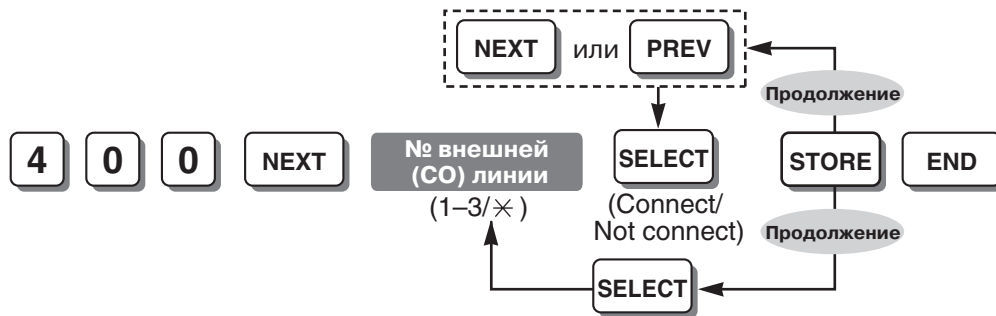 NEXT или PREV
Продолжение
4 0 0 NEXT № внешней (СО) линии SELECT STORE END
(1–3/✳)
(Connect/
Not connect)
Продолжение
SELECT